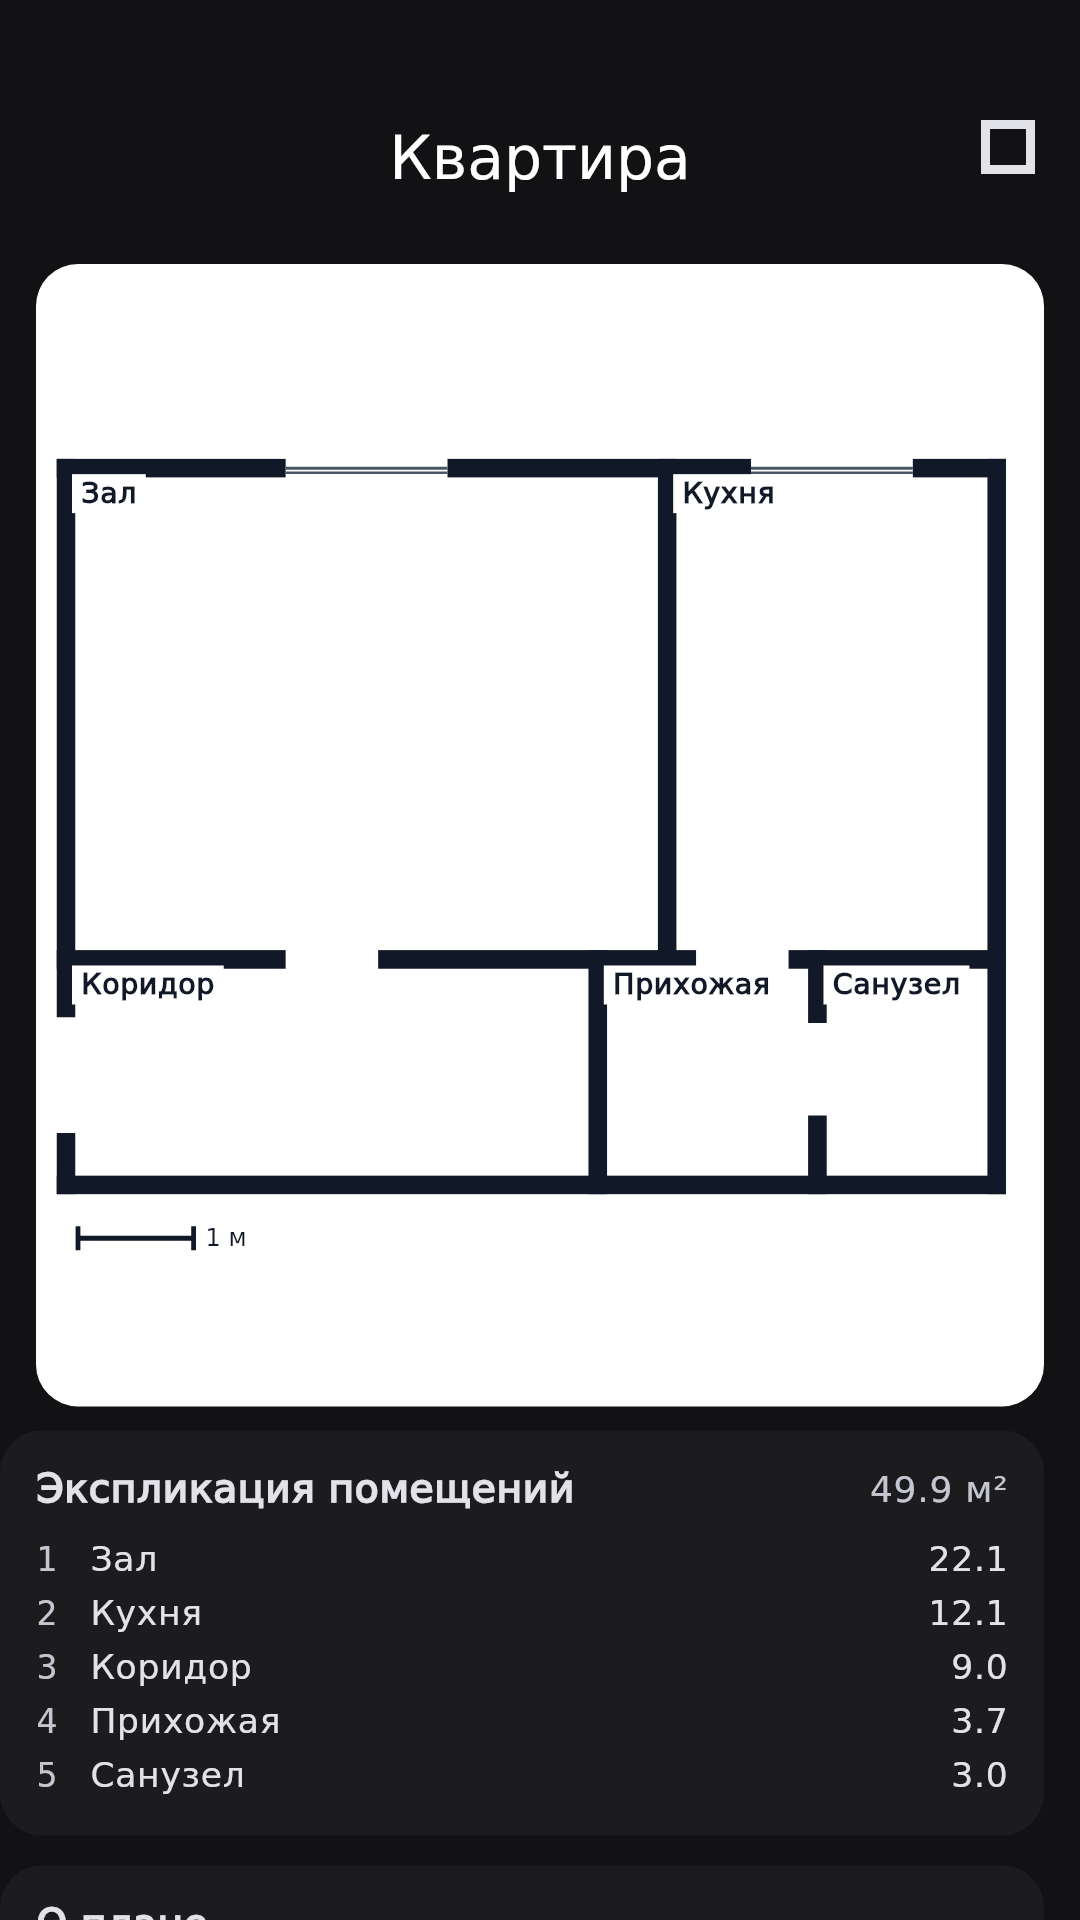 Квартира
Зал
Кухня
Коридор
Прихожая
Санузел
1 м
Экспликация помещений 49.9 м²
1 Зал 22.1
2 Кухня 12.1
3 Коридор 9.0
4 Прихожая 3.7
5 Санузел 3.0
О плане